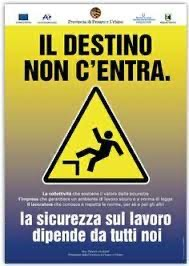 Provincia di Pesaro e Urbino
IL DESTINO
NON C'ENTRA.
La collettività che sostiene il valore della sicurezza
l'impresa che garantisce un ambiente di lavoro sicuro e a norma di legge
il lavoratore che conosce e rispetta le norme, per sé e per gli altri
la sicurezza sul lavoro
dipende da tutti noi